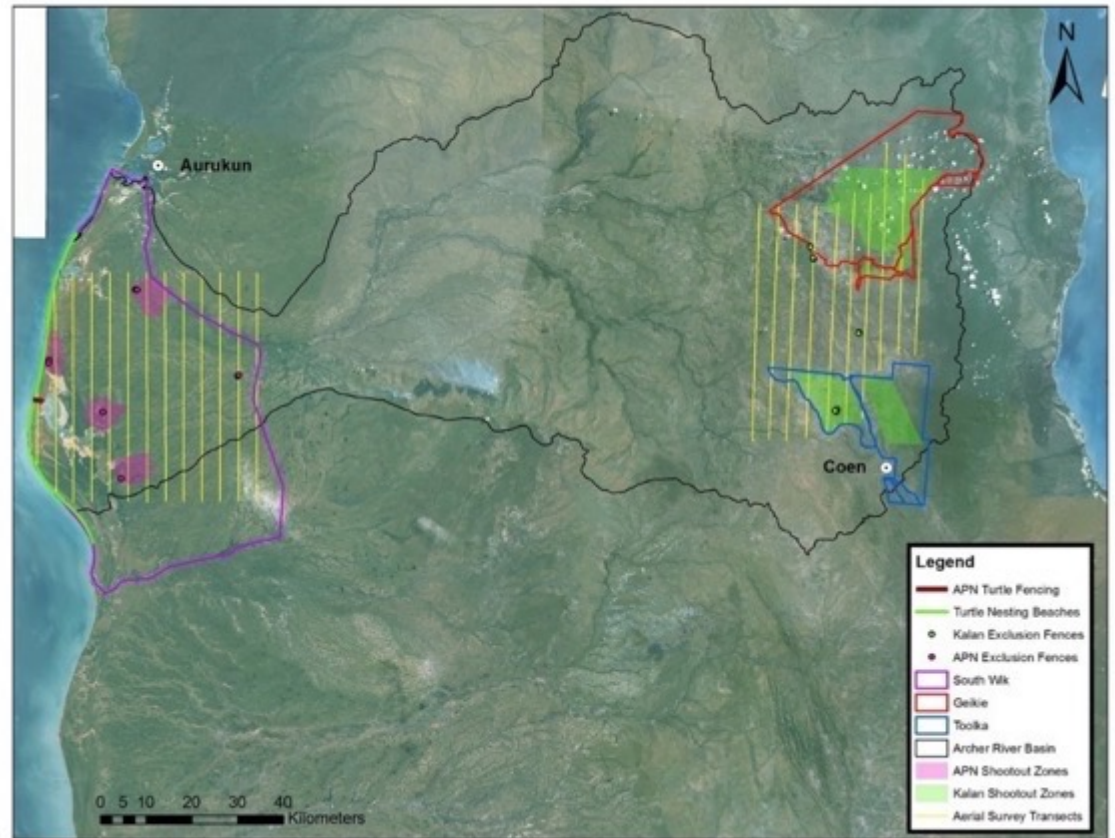 N
Aurukun
Coen
Legend
APN Turtle Fencing
Turtle Nesting Beaches
Kalan Exclusion Fences
APN Exclusion Fences
South Wik
Geikie
Toolka
Archer River Basin
APN Shootout Zones
Kalan Shootout Zones
Aerial Survey Transects
0 5 10 20 30 40
Kilometers